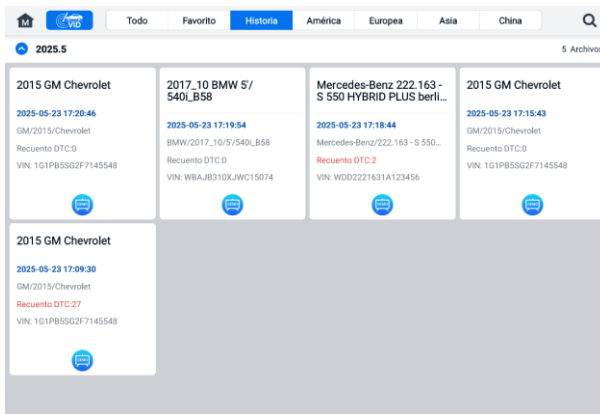 M VID Todo Favorito Historia América Europea Asia China
2025.5 5 Archivos
2015 GM Chevrolet
2025-05-23 17:20:46
GM/2015/Chevrolet
Recuento DTC:0
VIN: 1G1PB5SG2F7145548
DEMO
2017_10 BMW 5'/
540i_B58
2025-05-23 17:19:54
BMW/2017_10/5'/540i_B58
Recuento DTC:0
VIN: WBAJB310XJWC15074
DEMO
Mercedes-Benz 222.163 -
S 550 HYBRID PLUS berli...
2025-05-23 17:18:44
Mercedes-Benz/222.163 - S 550...
Recuento DTC:2
VIN: WDD2221631A123456
DEMO
2015 GM Chevrolet
2025-05-23 17:15:43
GM/2015/Chevrolet
Recuento DTC:0
VIN: 1G1PB5SG2F7145548
DEMO
2015 GM Chevrolet
2025-05-23 17:09:30
GM/2015/Chevrolet
Recuento DTC:27
VIN: 1G1PB5SG2F7145548
DEMO